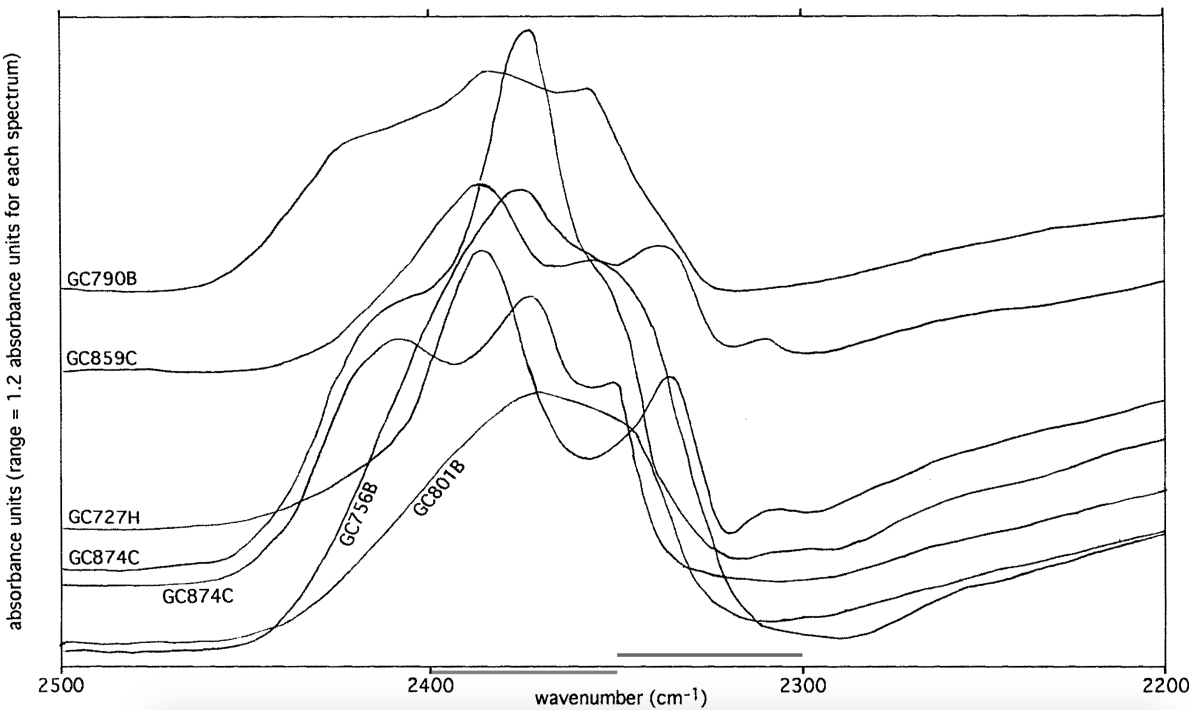 absorbance units (range = 1.2 absorbance units for each spectrum)
GC790B
GC859C
GC727H
GC874C
GC874C
GC756B
GC801B
2500
2400
2300
2200
wavenumber (cm-1)